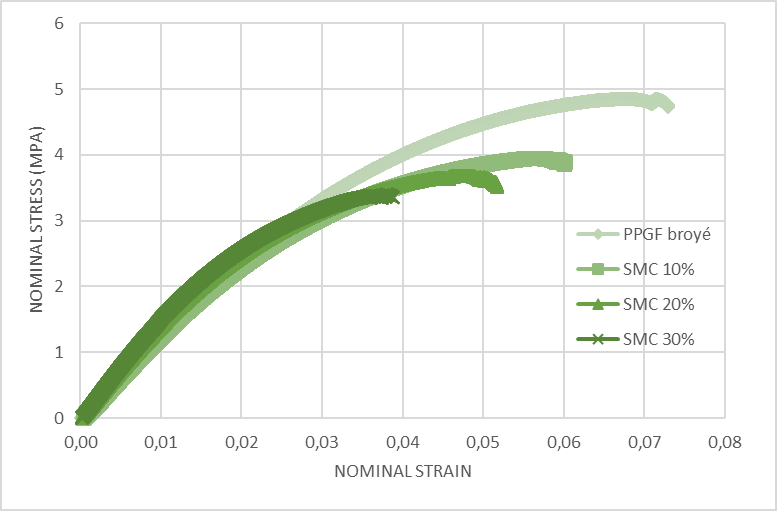 6
5
4
3
2
1
0
NOMINAL STRESS (MPA)
PPGF broyé
SMC 10%
SMC 20%
SMC 30%
0,00 0,01 0,02 0,03 0,04 0,05 0,06 0,07 0,08
NOMINAL STRAIN